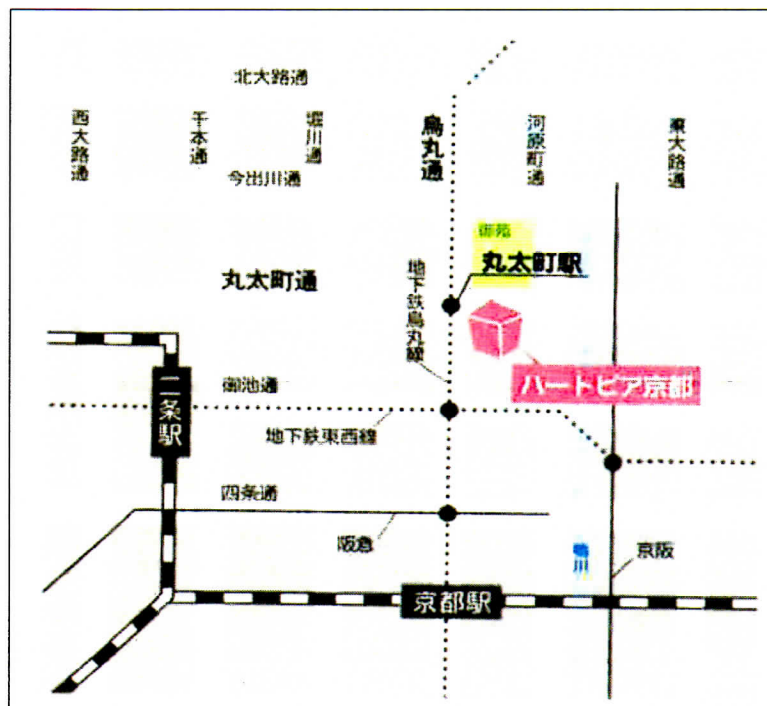 北大路通
西大路通
千本通
堀川通
烏丸通
河原町通
東大路通
今出川通
御苑
丸太町駅
丸太町通
地下鉄烏丸線
ハートピア京都
御池通
二条駅
地下鉄東西線
四条通
阪急
鴨川
京阪
京都駅